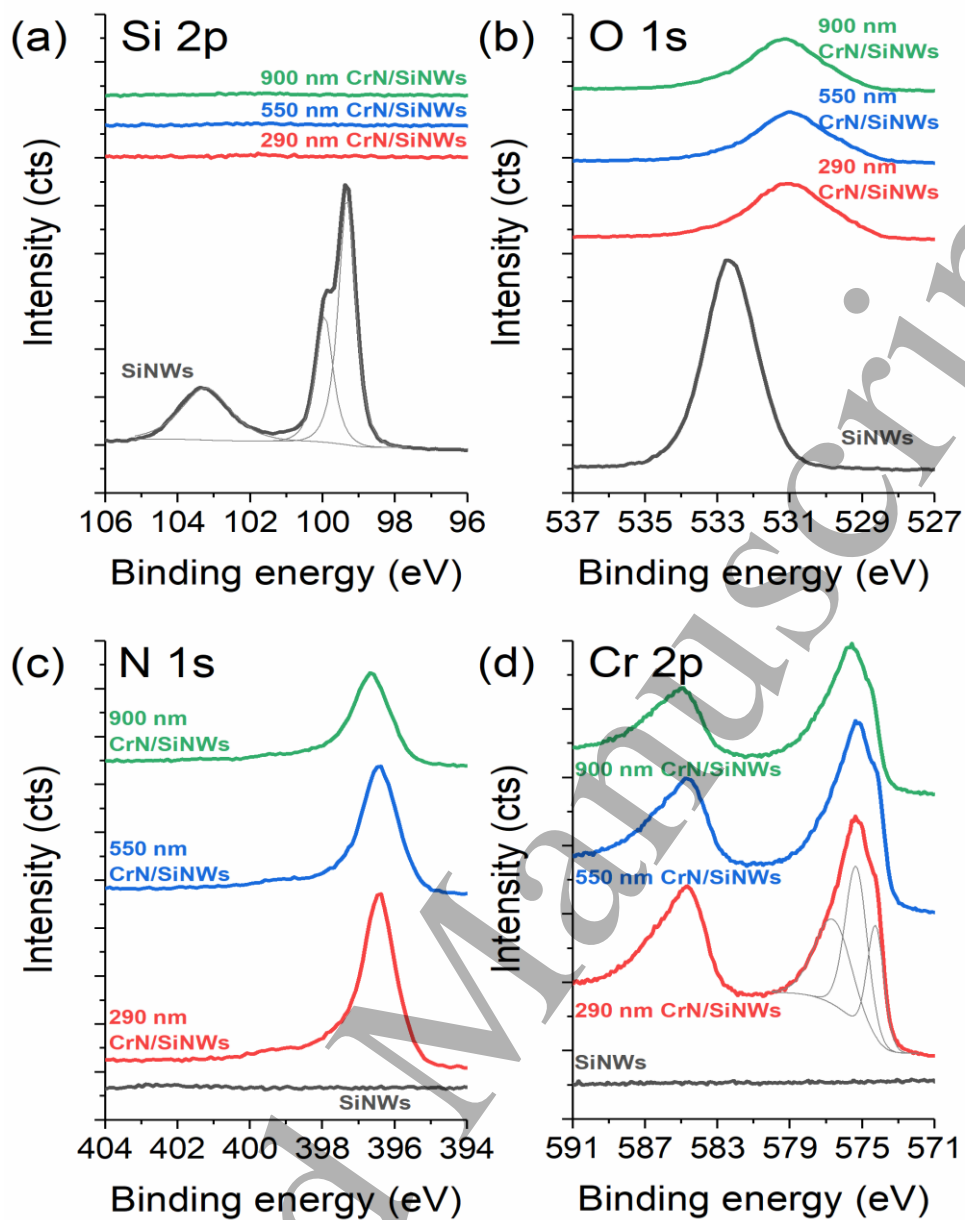 (a) Si 2p
900 nm CrN/SiNWs
550 nm CrN/SiNWs
290 nm CrN/SiNWs
SiNWs
Intensity (cts)
106 104 102 100 98 96
Binding energy (eV)
(b) O 1s
900 nm
CrN/SiNWs
550 nm
CrN/SiNWs
290 nm
CrN/SiNWs
SiNWs
Intensity (cts)
537 535 533 531 529 527
Binding energy (eV)
(c) N 1s
900 nm
CrN/SiNWs
550 nm
CrN/SiNWs
290 nm
CrN/SiNWs
SiNWs
Intensity (cts)
404 402 400 398 396 394
Binding energy (eV)
(d) Cr 2p
900 nm CrN/SiNWs
550 nm CrN/SiNWs
290 nm CrN/SiNWs
SiNWs
Intensity (cts)
591 587 583 579 575 571
Binding energy (eV)
d Manuscrip